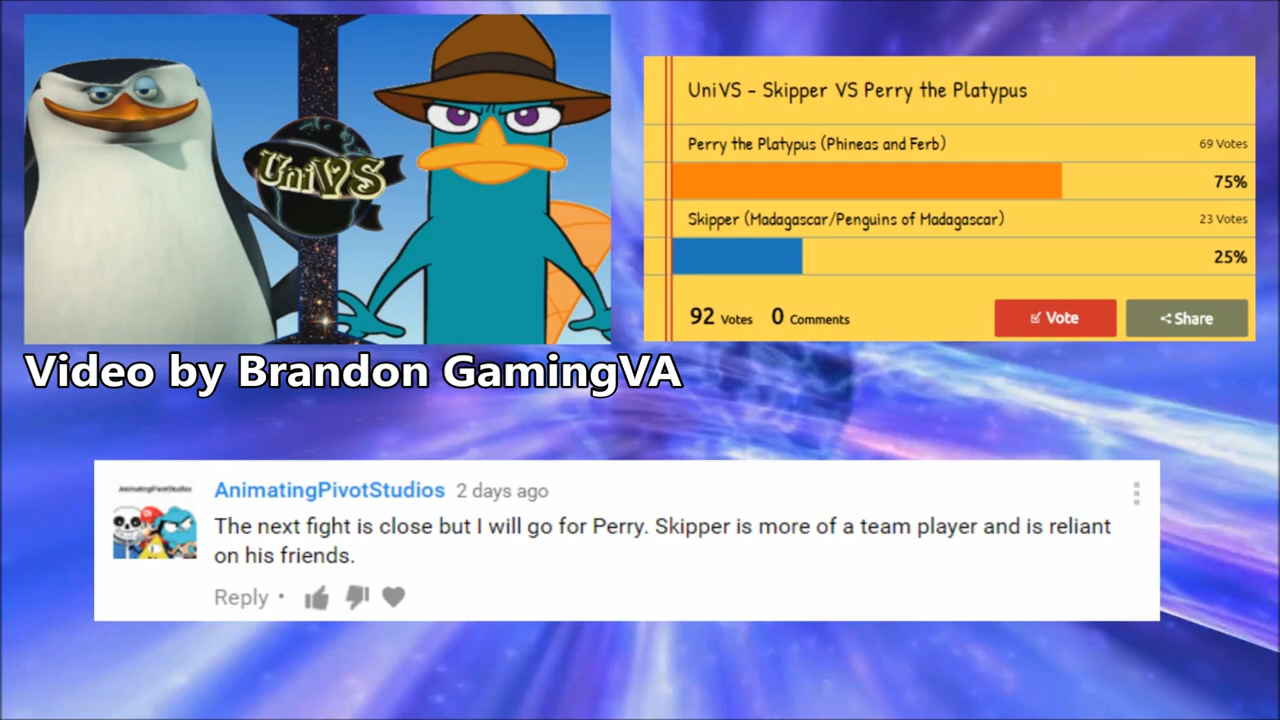 UniVS
UniVS - Skipper VS Perry the Platypus
Perry the Platypus (Phineas and Ferb)
69 Votes
75%
Skipper (Madagascar/Penguins of Madagascar)
23 Votes
25%
92 Votes 0 Comments
Vote
Share
Video by Brandon GamingVA
AnimatingPivotStudios
AnimatingPivotStudios 2 days ago
The next fight is close but I will go for Perry. Skipper is more of a team player and is reliant
on his friends.
Reply •